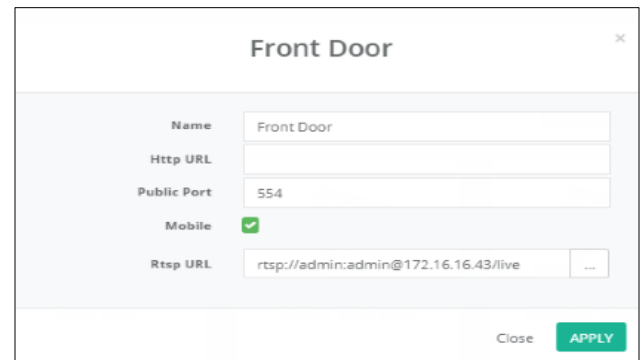 Front Door
×
Name Front Door
Http URL
Public Port 554
Mobile
Rtsp URL rtsp://admin:admin@172.16.16.43/live ...
Close APPLY